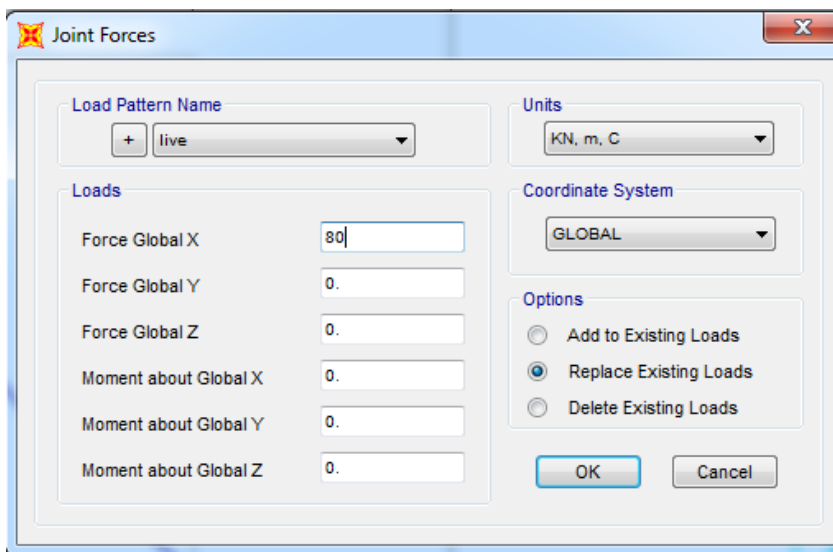 Joint Forces
Load Pattern Name
+ live
Units
KN, m, C
Loads
Force Global X 80
Force Global Y 0.
Force Global Z 0.
Moment about Global X 0.
Moment about Global Y 0.
Moment about Global Z 0.
Coordinate System
GLOBAL
Options
Add to Existing Loads
Replace Existing Loads
Delete Existing Loads
OK Cancel